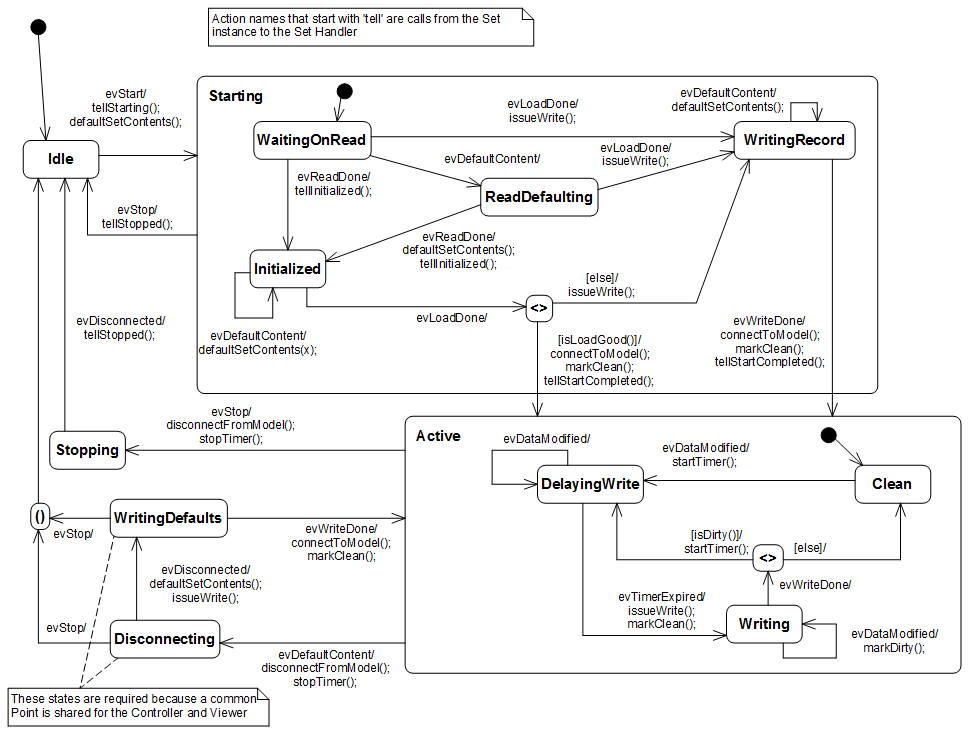 Action names that start with 'tell' are calls from the Set
instance to the Set Handler
evStart/
tellStarting();
defaultSetContents();
Starting
evDefaultContent/
defaultSetContents();
evLoadDone/
issueWrite();
WaitingOnRead
WritingRecord
Idle
evLoadDone/
issueWrite();
evDefaultContent/
evReadDone/
tellInitialized();
ReadDefaulting
evStop/
tellStopped();
evReadDone/
defaultSetContents();
tellInitialized();
Initialized
[else]/
issueWrite();
<>
evLoadDone/
evDisconnected/
tellStopped();
evDefaultContent/
defaultSetContents(x);
[isLoadGood()]/
connectToModel();
markClean();
tellStartCompleted();
evWriteDone/
connectToModel();
markClean();
tellStartCompleted();
evStop/
disconnectFromModel();
stopTimer();
Stopping
Active
evDataModified/
evDataModified/
startTimer();
DelayingWrite
Clean
()
evStop/
WritingDefaults
evWriteDone/
connectToModel();
markClean();
[isDirty()]/
startTimer();
<>
[else]/
evWriteDone/
evDisconnected/
defaultSetContents();
issueWrite();
evTimerExpired/
issueWrite();
markClean();
Writing
evStop/
Disconnecting
evDataModified/
markDirty();
evDefaultContent/
disconnectFromModel();
stopTimer();
These states are required because a common
Point is shared for the Controller and Viewer